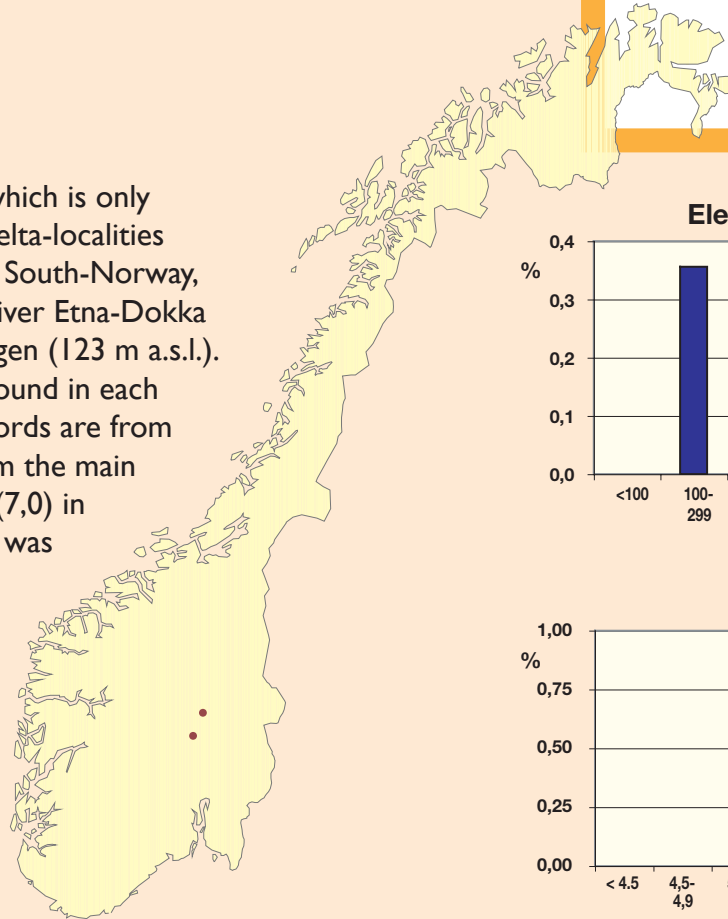 which is only
elta-localities
South-Norway,
iver Etna-Dokka
gen (123 m a.s.l.).
ound in each
ords are from
m the main
(7,0) in
was
Ele
%
0,4
0,3
0,2
0,1
0,0
<100
100-
299
%
1,00
0,75
0,50
0,25
0,00
< 4.5
4,5-
4,9